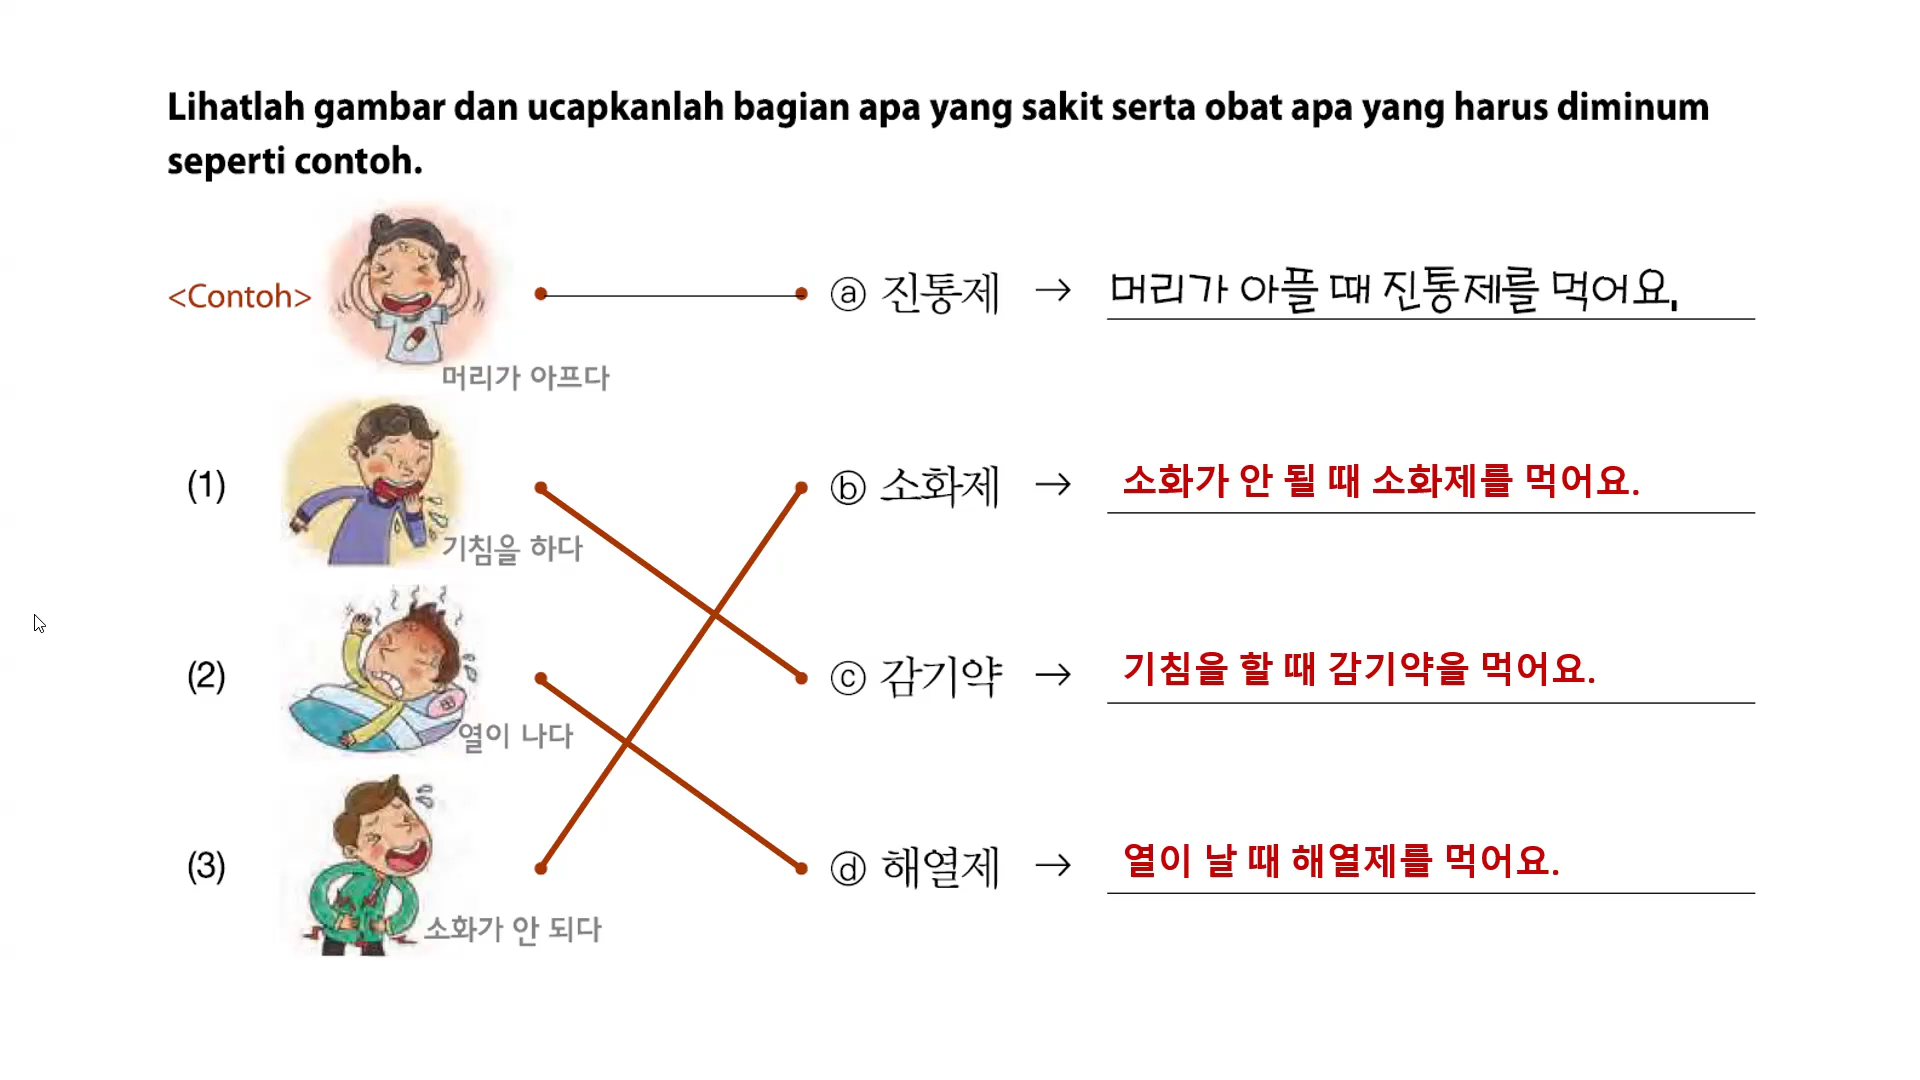 Lihatlah gambar dan ucapkanlah bagian apa yang sakit serta obat apa yang harus diminum
seperti contoh.
<Contoh> ⓐ 진통제 → 머리가 아플 때 진통제를 먹어요.
머리가 아프다
(1) ⓑ 소화제 → 소화가 안 될 때 소화제를 먹어요.
기침을 하다
(2) ⓒ 감기약 → 기침을 할 때 감기약을 먹어요.
열이 나다
(3) ⓓ 해열제 → 열이 날 때 해열제를 먹어요.
소화가 안 되다